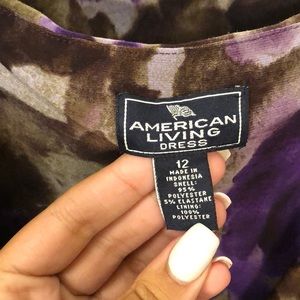 AMERICAN
LIVING
DRESS
12
MADE IN
INDONESIA
SHELL:
95%
POLYESTER
5% ELASTANE
LINING:
100%
POLYESTER